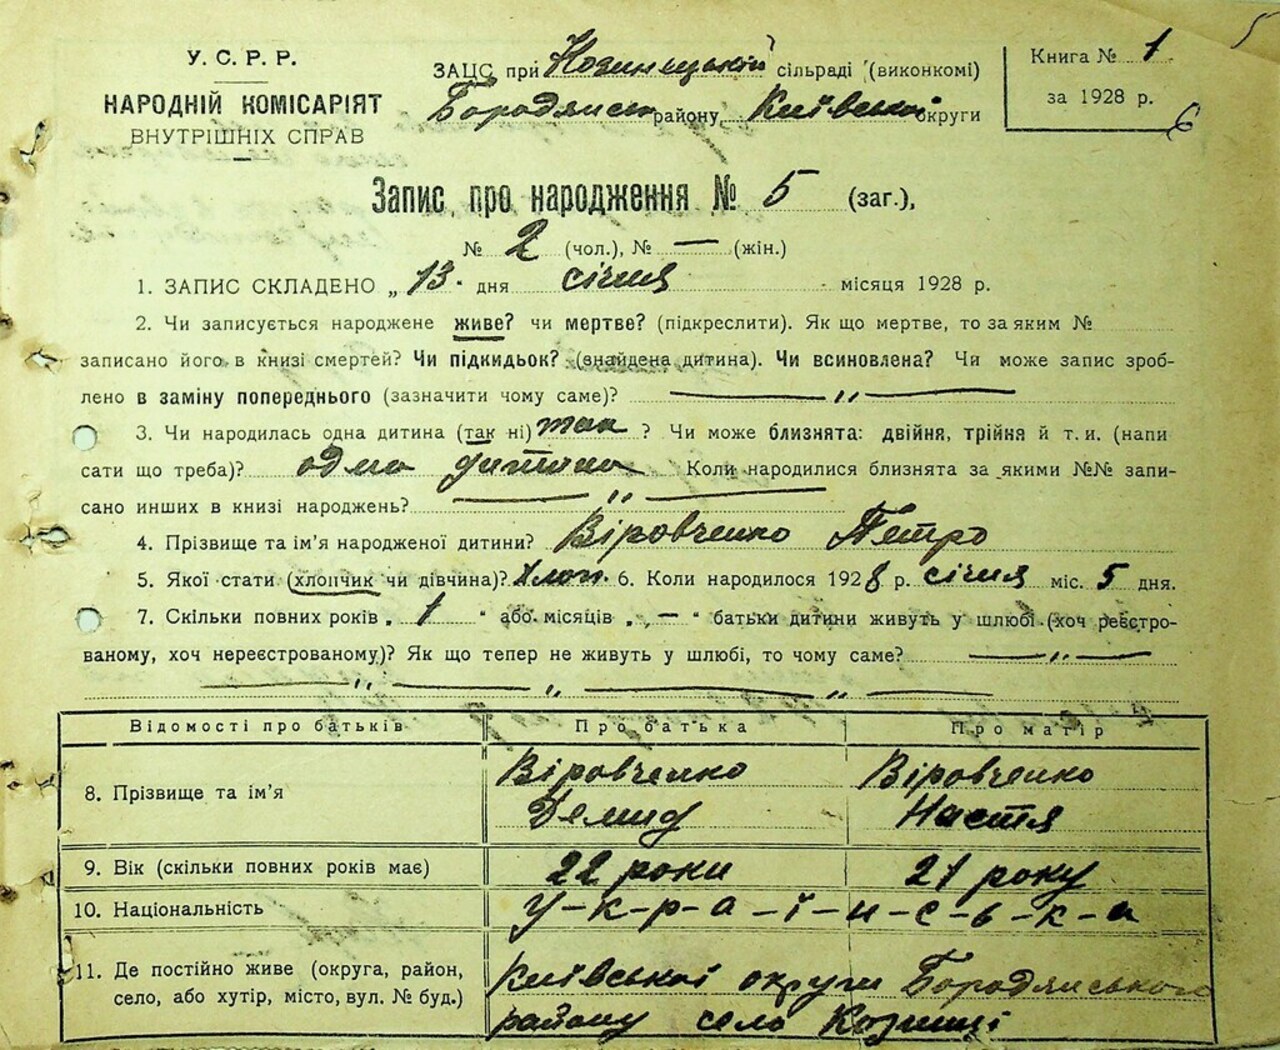 У. С. Р. Р.
НАРОДНІЙ КОМІСАРІЯТ
ВНУТРІШНІХ СПРАВ
ЗАЦС при сільраді (виконкомі)
Бородянск району, Київської округи
Книга № 1
за 1928 р.
5
6
Запис про народження № 5 (заг.),
№ 2 (чол.), № — (жін.)
1. ЗАПИС СКЛАДЕНО „ 13 · дня січня місяця 1928 р.
2. Чи записується народжене живе? чи мертве? (підкреслити). Як що мертве, то за яким №
записано його в книзі смертей? Чи підкидьок? (внайдена дитина). Чи всиновлена? Чи може запис зроб-
лено в заміну попереднього (зазначити чому саме)? — ,, —
3. Чи народилась одна дитина (так ні) так ? Чи може близнята: двійня, трійня й т. и. (напи
сати що треба)? одна дитина Коли народилися близнята за якими №№ запи-
сано инших в книзі народжень? — ,, —
4. Прізвище та ім'я народженої дитини? Віровченко Петро
5. Якої стати (хлопчик чи дівчина)? хлоп. 6. Коли народилося 1928 р. січня міс. 5 дня.
7. Скільки повних років „ 1 “ або місяців „ — “ батьки дитини живуть у шлюбі (хоч реєстро-
ваному, хоч нереєстрованому)? Як що тепер не живуть у шлюбі, то чому саме? — ,, —
— ,, — ,, — ,, —
Відомості про батьків Про батька Про матір
8. Прізвище та ім'я Віровченко Демид Віровченко Настя
9. Вік (скільки повних років має) 22 роки 21 року
10. Національність У-к-р-а-ї-н-с-ь-к-а
11. Де постійно живе (округа, район, Київської округи Бородянського
село, або хутір, місто, вул. № буд.) району село Козинці